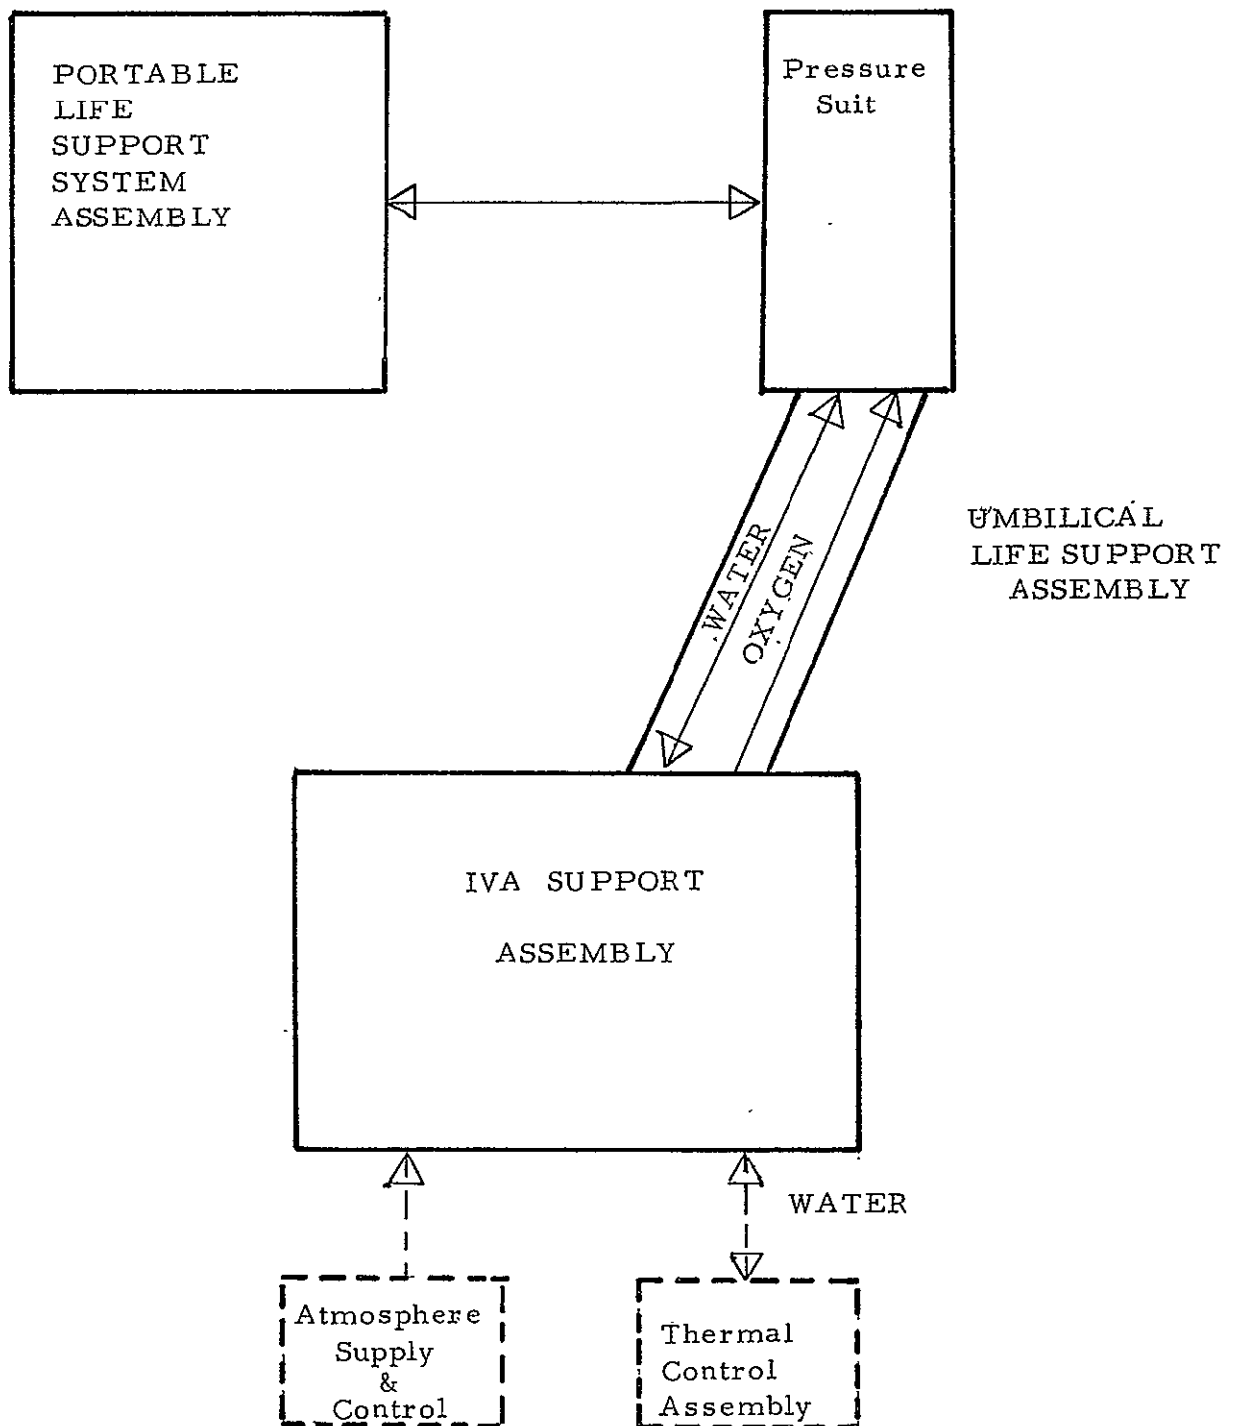 PORTABLE
LIFE
SUPPORT
SYSTEM
ASSEMBLY
Pressure
Suit
WATER
OXYGEN
UMBILICAL
LIFE SUPPORT
ASSEMBLY
IVA SUPPORT
ASSEMBLY
WATER
Atmosphere
Supply
&
Control
Thermal
Control
Assembly